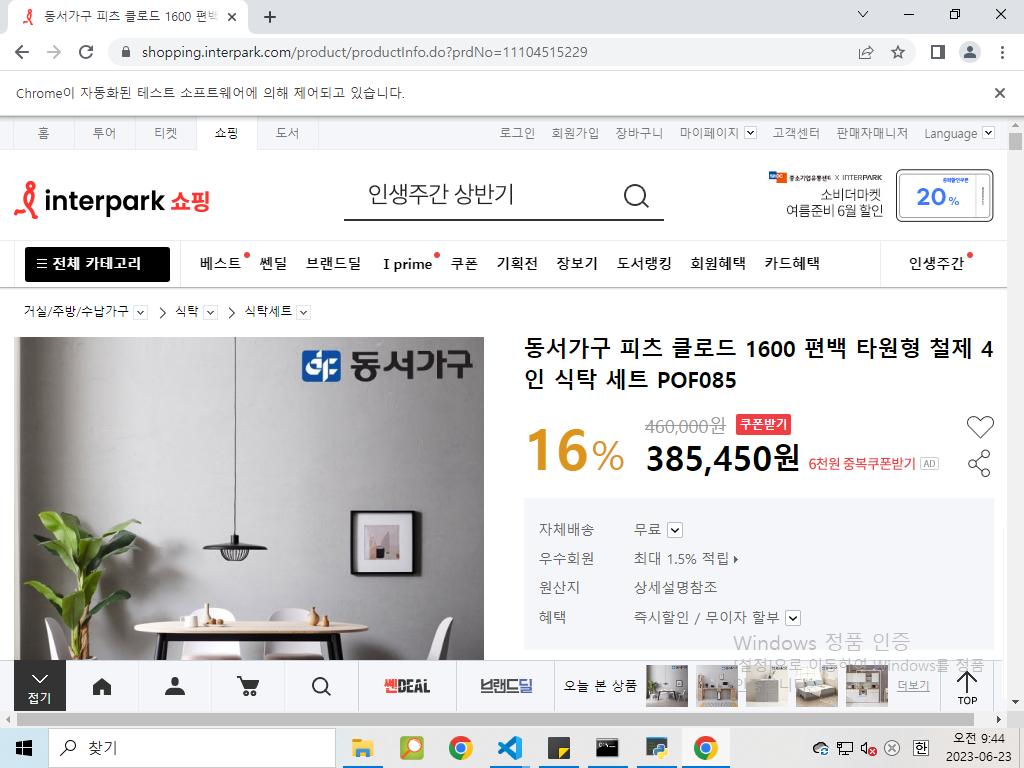 동서가구 피츠 클로드 1600 편백
shopping.interpark.com/product/productInfo.do?prdNo=11104515229
Chrome이 자동화된 테스트 소프트웨어에 의해 제어되고 있습니다.
홈 투어 티켓 쇼핑 도서 로그인 회원가입 장바구니 마이페이지 고객센터 판매자매니저 Language
중소기업유통센터 X INTERPARK
interpark 쇼핑 인생주간 상반기 소비더마켓 20%
여름준비 6월 할인
전체 카테고리 베스트 쎈딜 브랜드딜 I prime 쿠폰 기획전 장보기 도서랭킹 회원혜택 카드혜택 인생주간
거실/주방/수납가구 식탁 식탁세트
동서가구
동서가구 피츠 클로드 1600 편백 타원형 철제 4
인 식탁 세트 POF085
16% 460,000원 쿠폰받기
385,450원 6천원 중복쿠폰받기 AD
자체배송 무료
우수회원 최대 1.5% 적립
원산지 상세설명참조
혜택 즉시할인 / 무이자 할부
Windows 정품 인증
[설정]으로 이동하여 Windows를 정품
접기 쎈DEAL 브랜드딜 오늘 본 상품 더보기 TOP
찾기 한 오전 9:44
2023-06-23